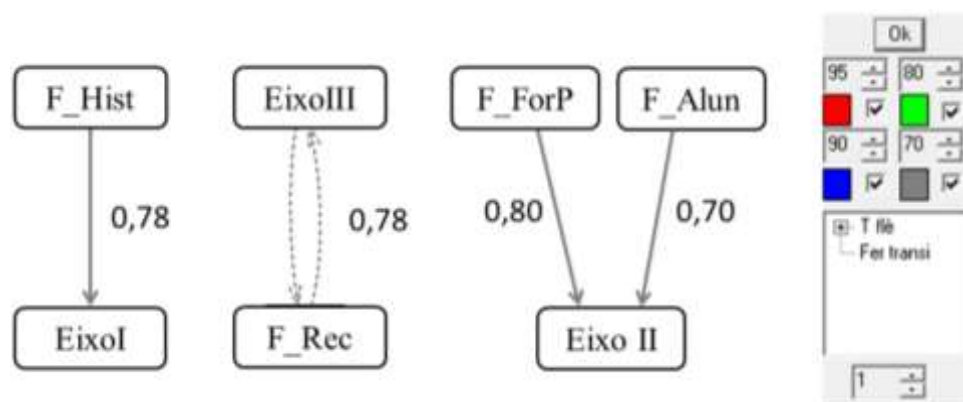 F_Hist
EixoI
0,78
EixoIII
F_Rec
0,78
F_ForP
F_Alun
0,80
0,70
Eixo II
Ok
95
80
90
70
T flè
Fer transi
1